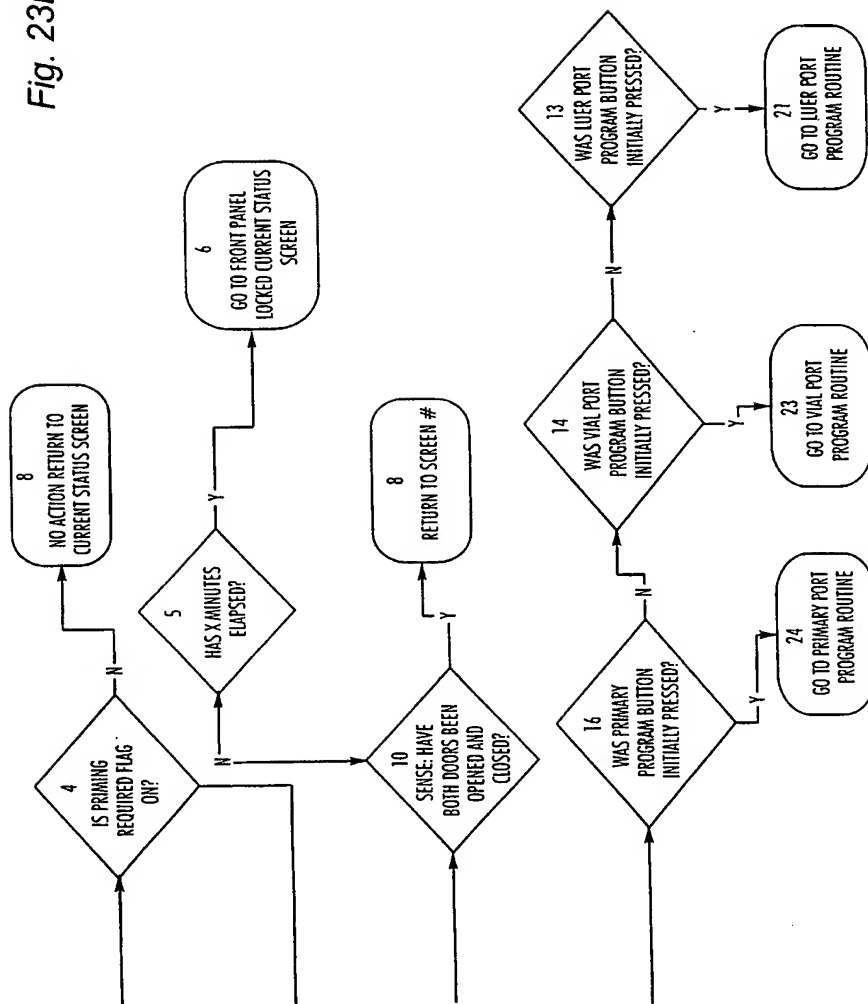 Fig. 23
4
IS PRIMING
REQUIRED FLAG
ON?
N
8
NO ACTION RETURN TO
CURRENT STATUS SCREEN
5
HAS X MINUTES
ELAPSED?
Y
N
6
GO TO FRONT PANEL
LOCKED CURRENT STATUS
SCREEN
10
SENSE: HAVE
BOTH DOORS BEEN
OPENED AND
CLOSED?
Y
8
RETURN TO SCREEN #
16
WAS PRIMARY
PROGRAM BUTTON
INITIALLY PRESSED?
N
Y
24
GO TO PRIMARY PORT
PROGRAM ROUTINE
14
WAS VIAL PORT
PROGRAM BUTTON
INITIALLY PRESSED?
N
Y
23
GO TO VIAL PORT
PROGRAM ROUTINE
13
WAS LUER PORT
PROGRAM BUTTON
INITIALLY PRESSED?
Y
21
GO TO LUER PORT
PROGRAM ROUTINE